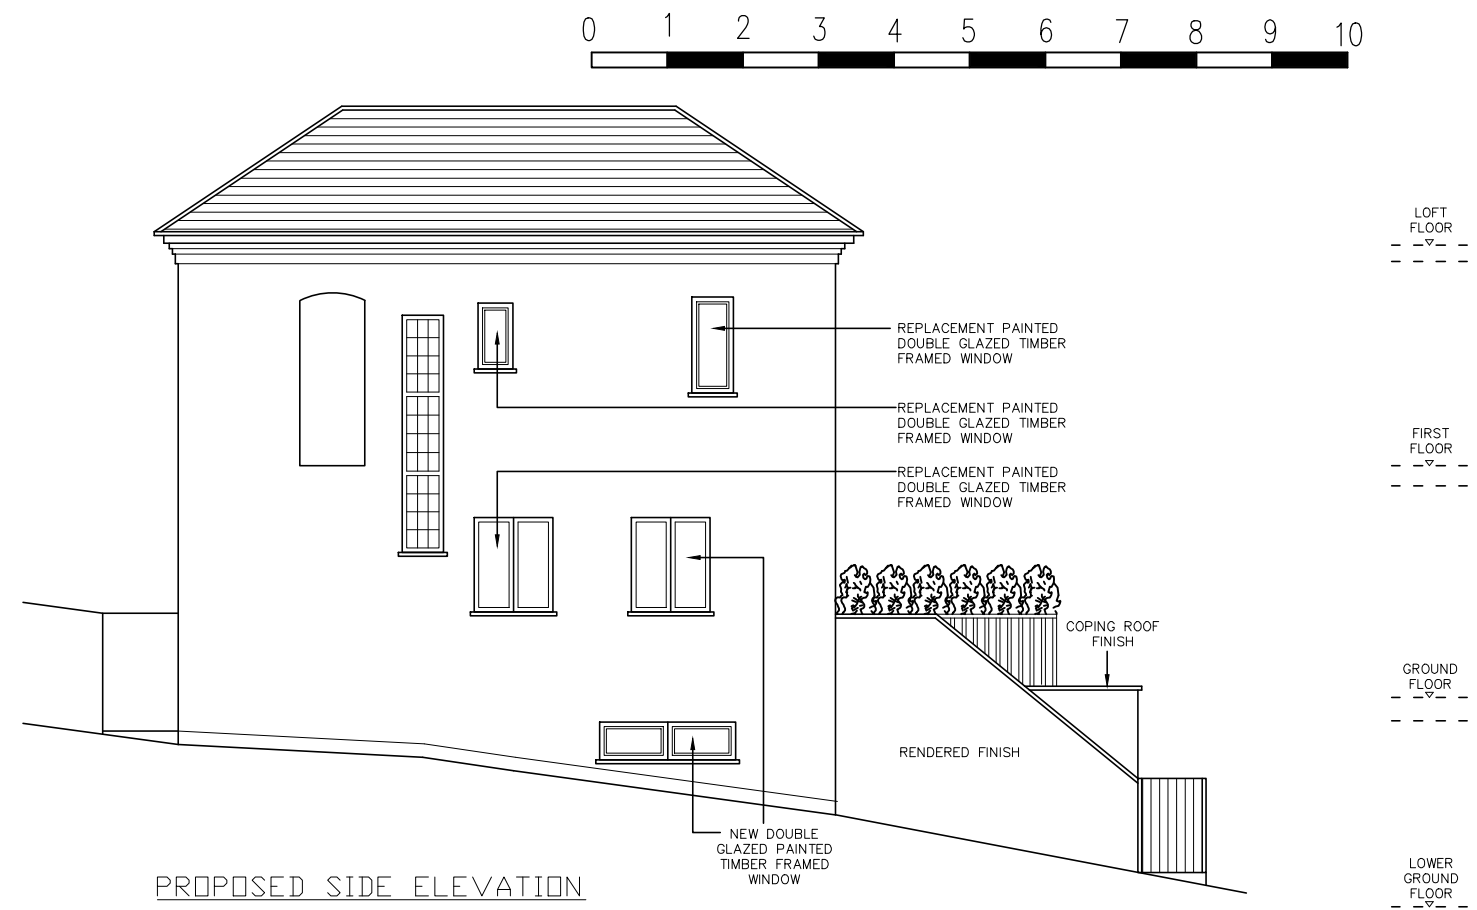 0 1 2 3 4 5 6 7 8 9 10
LOFT
FLOOR
REPLACEMENT PAINTED
DOUBLE GLAZED TIMBER
FRAMED WINDOW
REPLACEMENT PAINTED
DOUBLE GLAZED TIMBER
FRAMED WINDOW
FIRST
FLOOR
REPLACEMENT PAINTED
DOUBLE GLAZED TIMBER
FRAMED WINDOW
COPING ROOF
FINISH
GROUND
FLOOR
RENDERED FINISH
NEW DOUBLE
GLAZED PAINTED
TIMBER FRAMED
WINDOW
LOWER
GROUND
FLOOR
PROPOSED SIDE ELEVATION